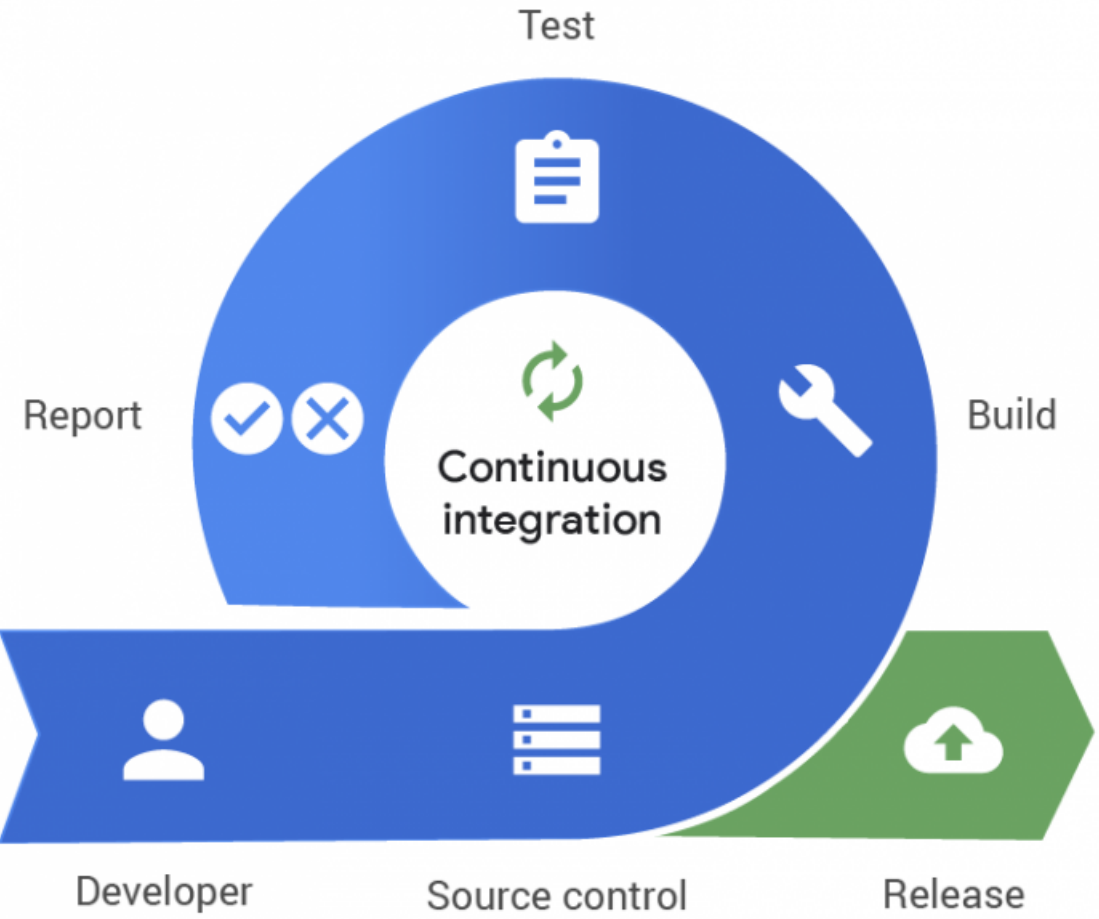 Test
Report
Continuous
integration
Build
Developer
Source control
Release